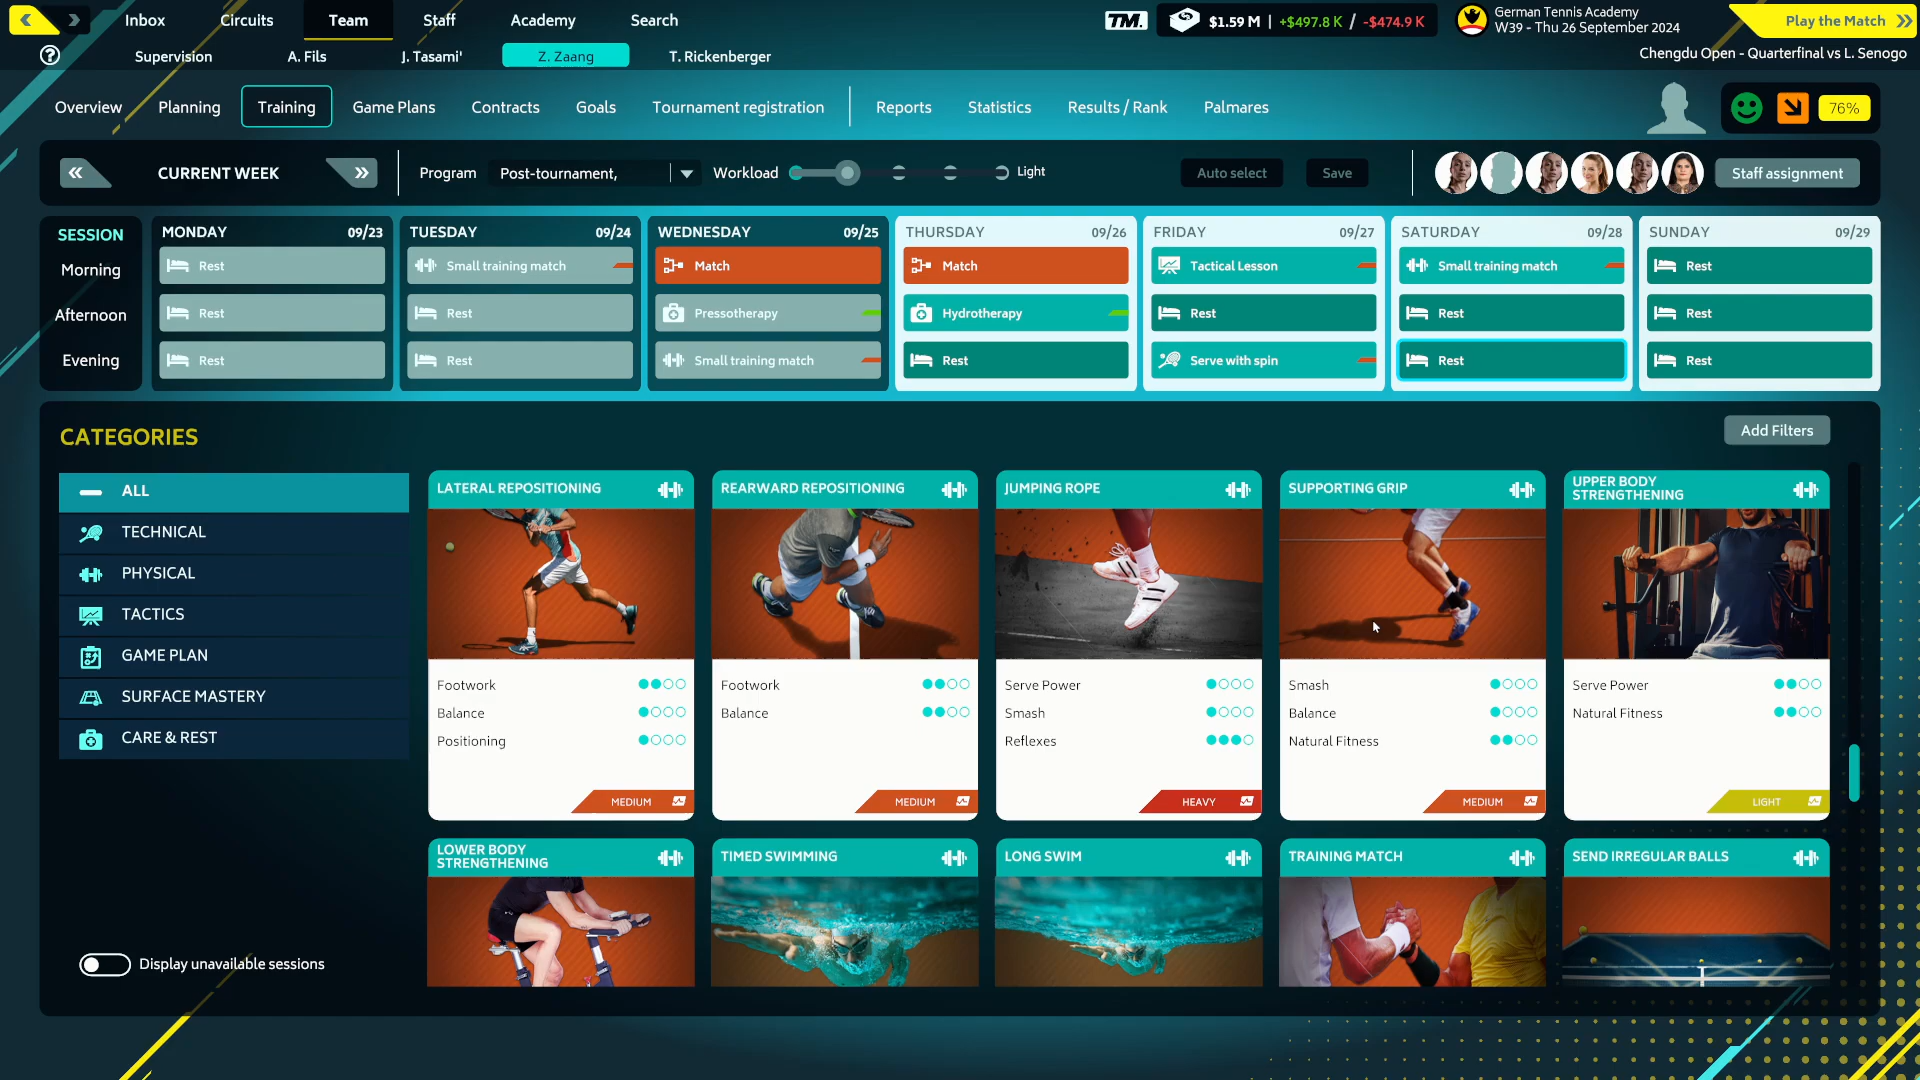 Inbox
Circuits
Team
Staff
Academy
Search
TM.
$1.59 M | +$497.8 K / -$474.9 K
German Tennis Academy
W39 - Thu 26 September 2024
Play the Match
Supervision
A. Fils
J. Tasami'
Z. Zaang
T. Rickenberger
Chengdu Open - Quarterfinal vs L. Senogo
Overview
Planning
Training
Game Plans
Contracts
Goals
Tournament registration
Reports
Statistics
Results / Rank
Palmares
76%
CURRENT WEEK
Program
Post-tournament,
Workload
Light
Auto select
Save
Staff assignment
SESSION
Morning
Afternoon
Evening
MONDAY 09/23
Rest
Rest
Rest
TUESDAY 09/24
Small training match
Rest
Rest
WEDNESDAY 09/25
Match
Pressotherapy
Small training match
THURSDAY 09/26
Match
Hydrotherapy
Rest
FRIDAY 09/27
Tactical Lesson
Rest
Serve with spin
SATURDAY 09/28
Small training match
Rest
Rest
SUNDAY 09/29
Rest
Rest
Rest
CATEGORIES
Add Filters
ALL
TECHNICAL
PHYSICAL
TACTICS
GAME PLAN
SURFACE MASTERY
CARE & REST
Display unavailable sessions
LATERAL REPOSITIONING
Footwork
Balance
Positioning
MEDIUM
REARWARD REPOSITIONING
Footwork
Balance
MEDIUM
JUMPING ROPE
Serve Power
Smash
Reflexes
HEAVY
SUPPORTING GRIP
Smash
Balance
Natural Fitness
MEDIUM
UPPER BODY
STRENGTHENING
Serve Power
Natural Fitness
LIGHT
LOWER BODY
STRENGTHENING
TIMED SWIMMING
LONG SWIM
TRAINING MATCH
SEND IRREGULAR BALLS